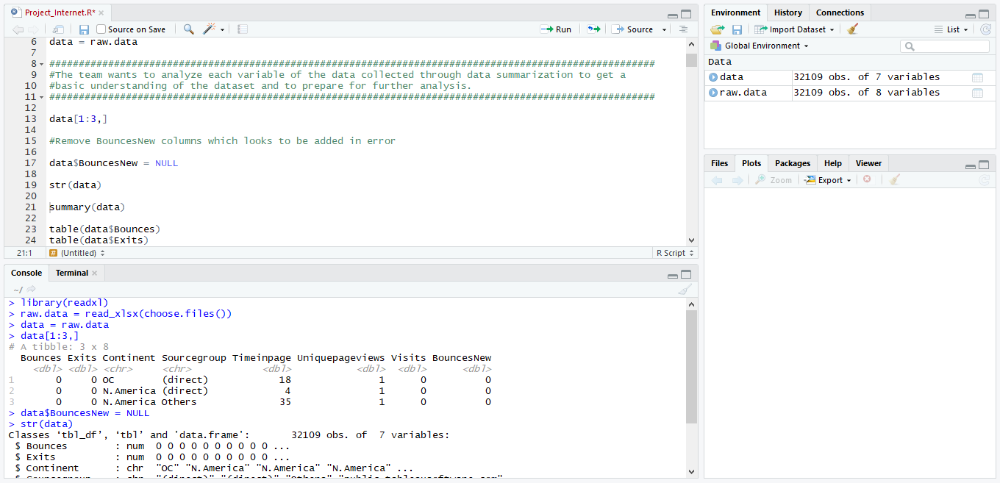 Project_Internet.R*
Source on Save
Run
Source
6 data = raw.data
7
8 ########################################################################################################
9 #The team wants to analyze each variable of the data collected through data summarization to get a
10 #basic understanding of the dataset and to prepare for further analysis.
11 ########################################################################################################
12
13 data[1:3,]
14
15 #Remove BouncesNew columns which looks to be added in error
16
17 data$BouncesNew = NULL
18
19 str(data)
20
21 summary(data)
22
23 table(data$Bounces)
24 table(data$Exits)
21:1 # (Untitled) R Script
Console Terminal
~/
> library(readxl)
> raw.data = read_xlsx(choose.files())
> data = raw.data
> data[1:3,]
# A tibble: 3 x 8
Bounces Exits Continent Sourcegroup Timeinpage Uniquepageviews Visits BouncesNew
<dbl> <dbl> <chr> <chr> <dbl> <dbl> <dbl> <dbl>
1 0 0 OC (direct) 18 1 0 0
2 0 0 N.America (direct) 4 1 0 0
3 0 0 N.America Others 35 1 0 0
> data$BouncesNew = NULL
> str(data)
Classes ‘tbl_df’, ‘tbl’ and 'data.frame': 32109 obs. of 7 variables:
$ Bounces : num 0 0 0 0 0 0 0 0 0 0 ...
$ Exits : num 0 0 0 0 0 0 0 0 0 0 ...
$ Continent : chr "OC" "N.America" "N.America" "N.America" ...
Environment History Connections
Import Dataset List
Global Environment
Data
data 32109 obs. of 7 variables
raw.data 32109 obs. of 8 variables
Files Plots Packages Help Viewer
Zoom Export